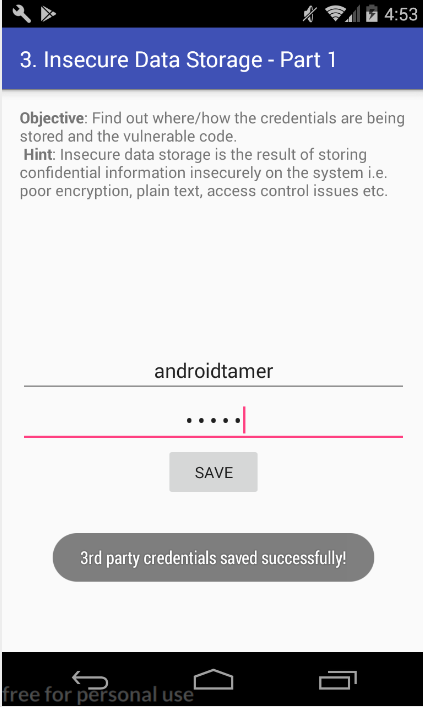 4:53
3. Insecure Data Storage - Part 1
Objective: Find out where/how the credentials are being
stored and the vulnerable code.
Hint: Insecure data storage is the result of storing
confidential information insecurely on the system i.e.
poor encryption, plain text, access control issues etc.
androidtamer
•••••
SAVE
3rd party credentials saved successfully!
free for personal use